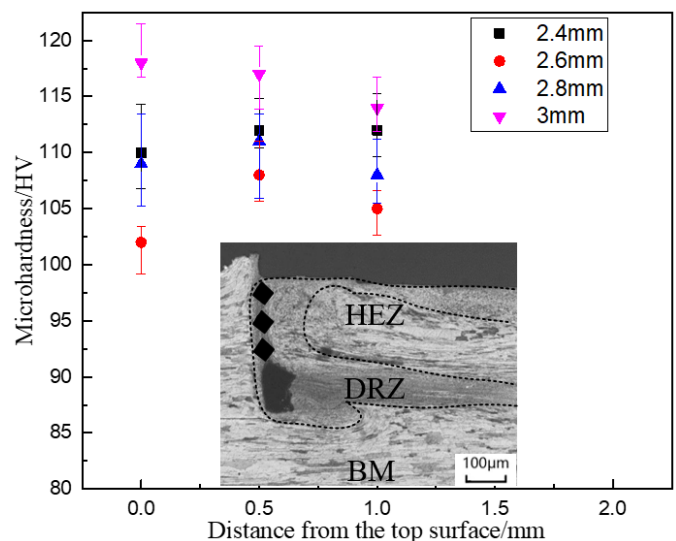 2.4mm
2.6mm
2.8mm
3mm
120
115
110
105
100
95
90
85
80
Microhardness/HV
HEZ
DRZ
BM
100μm
0.0
0.5
1.0
1.5
2.0
Distance from the top surface/mm